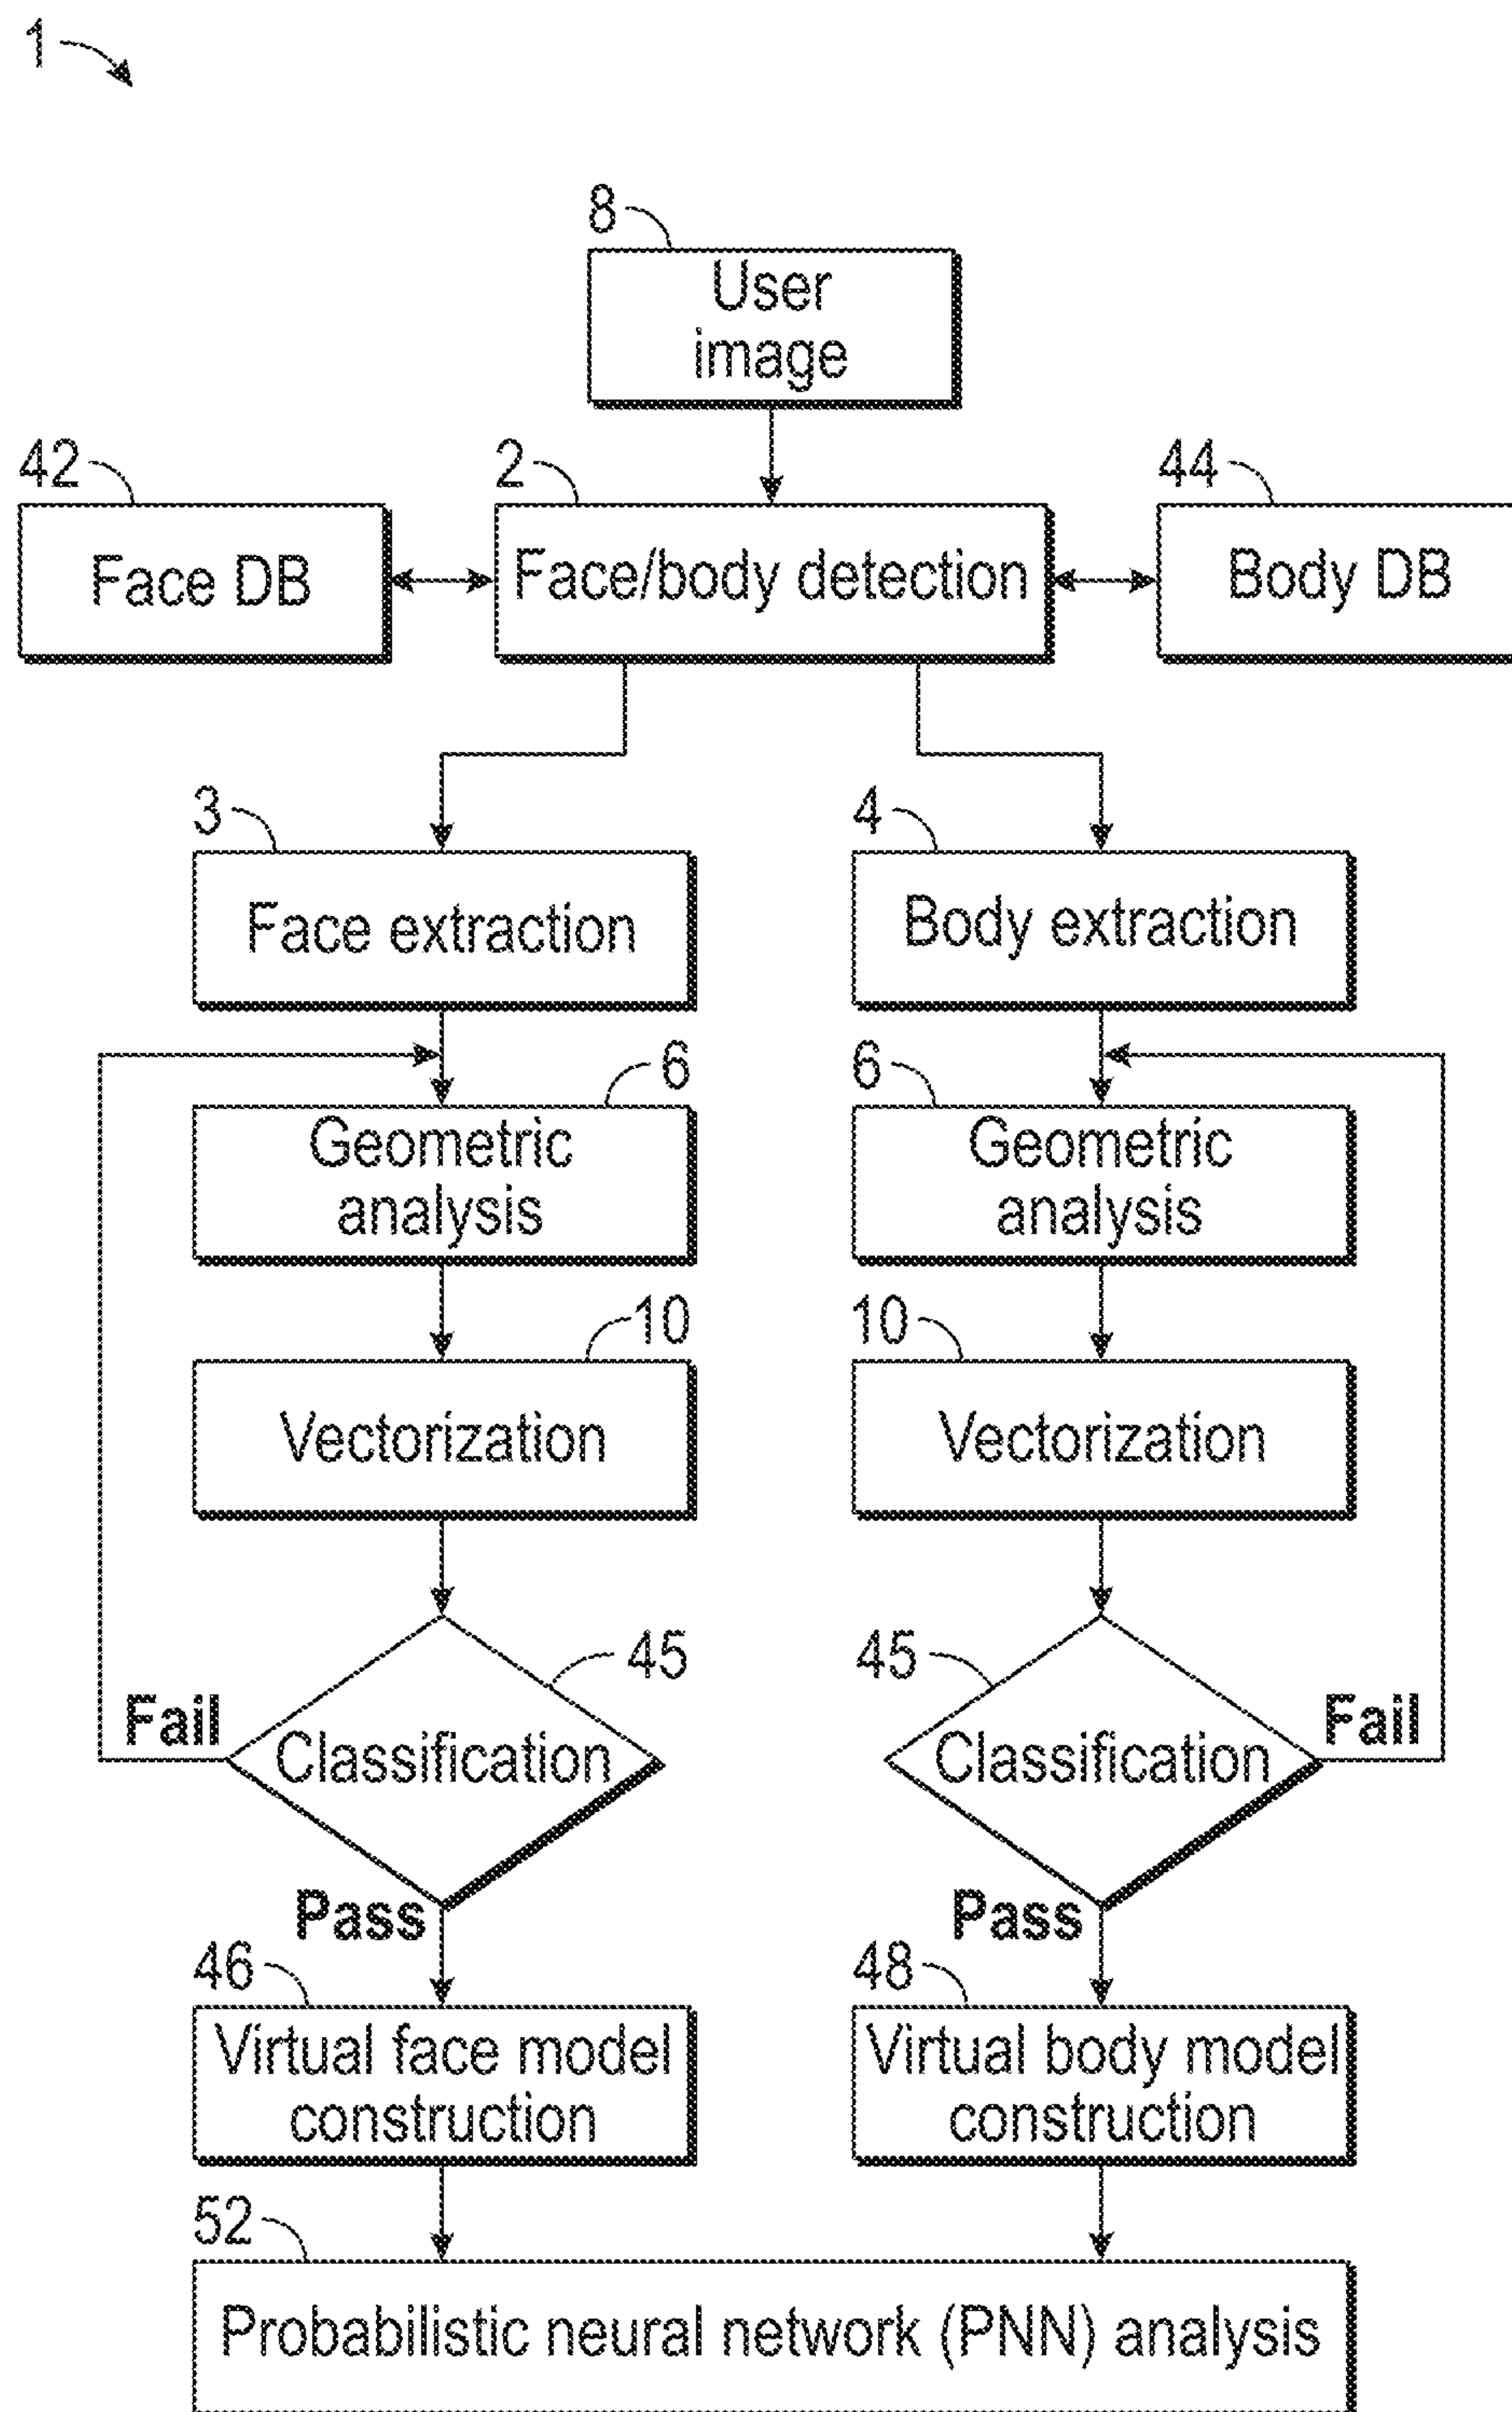 1
8
User
image
42
2
44
Face DB
Face/body detection
Body DB
3
4
Face extraction
Body extraction
6
6
Geometric
analysis
Geometric
analysis
10
10
Vectorization
Vectorization
45
45
Fail
Classification
Classification
Fail
Pass
Pass
46
48
Virtual face model
construction
Virtual body model
construction
52
Probabilistic neural network (PNN) analysis